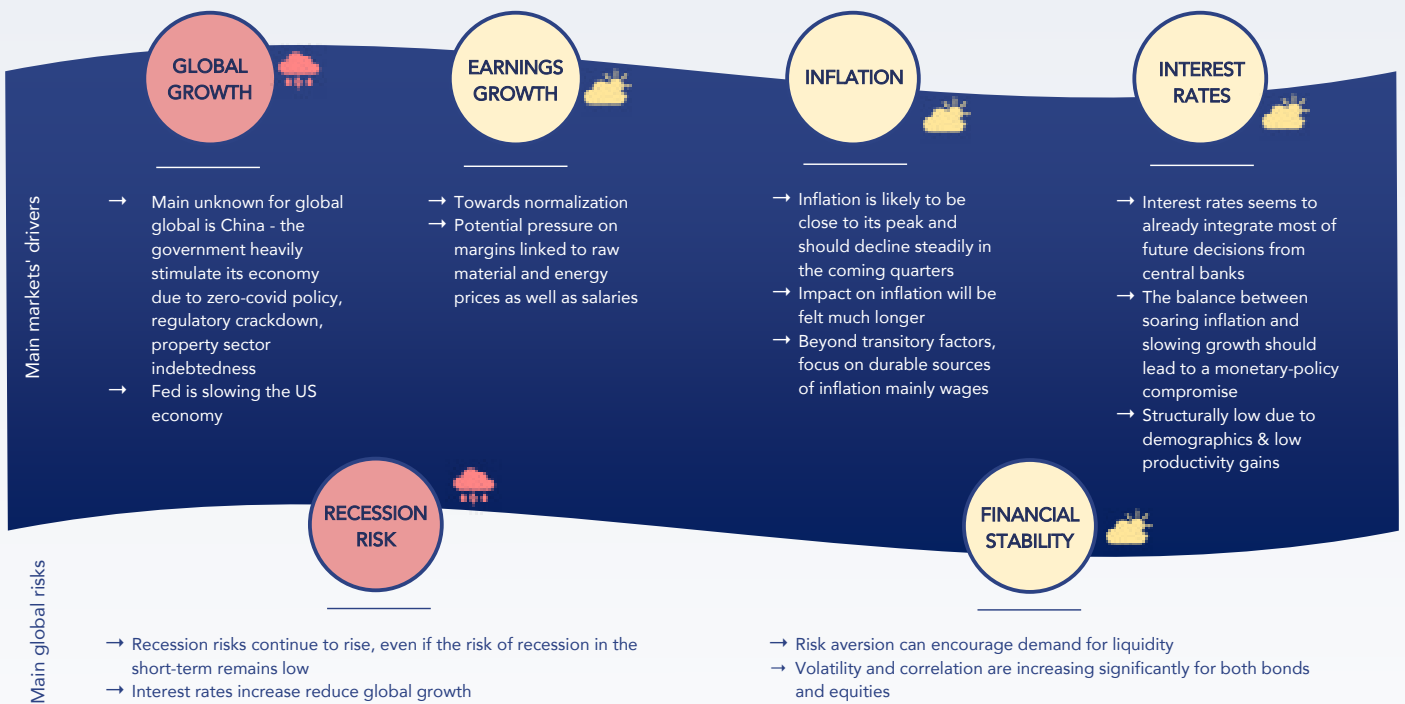 GLOBAL
GROWTH
EARNINGS
GROWTH
INFLATION
INTEREST
RATES
Main markets' drivers
→ Main unknown for global
global is China - the
government heavily
stimulate its economy
due to zero-covid policy,
regulatory crackdown,
property sector
indebtedness
→ Fed is slowing the US
economy
→ Towards normalization
→ Potential pressure on
margins linked to raw
material and energy
prices as well as salaries
→ Inflation is likely to be
close to its peak and
should decline steadily in
the coming quarters
→ Impact on inflation will be
felt much longer
→ Beyond transitory factors,
focus on durable sources
of inflation mainly wages
→ Interest rates seems to
already integrate most of
future decisions from
central banks
→ The balance between
soaring inflation and
slowing growth should
lead to a monetary-policy
compromise
→ Structurally low due to
demographics & low
productivity gains
Main global risks
RECESSION
RISK
→ Recession risks continue to rise, even if the risk of recession in the
short-term remains low
→ Interest rates increase reduce global growth
FINANCIAL
STABILITY
→ Risk aversion can encourage demand for liquidity
→ Volatility and correlation are increasing significantly for both bonds
and equities